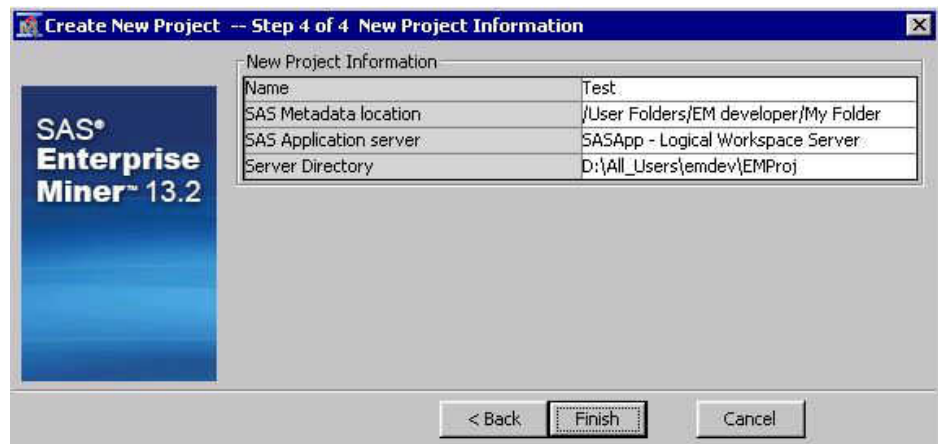 Create New Project -- Step 4 of 4 New Project Information
New Project Information
Name Test
SAS Metadata location /User Folders/EM developer/My Folder
SAS Application server SASApp - Logical Workspace Server
Server Directory D:\All_Users\emdev\EMProj
SAS®
Enterprise
Miner™ 13.2
< Back Finish Cancel